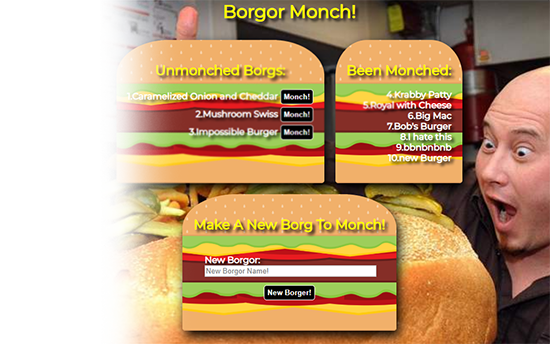 Borgor Monch!
Unmonched Borgs:
1.Caramelized Onion and Cheddar Monch!
2.Mushroom Swiss Monch!
3.Impossible Burger Monch!
Been Monched:
4.Krabby Patty
5.Royal with Cheese
6.Big Mac
7.Bob's Burger
8.I hate this
9.bbnbnbnb
10.new Burger
Make A New Borg To Monch!
New Borgor:
New Borgor Name!
New Borger!